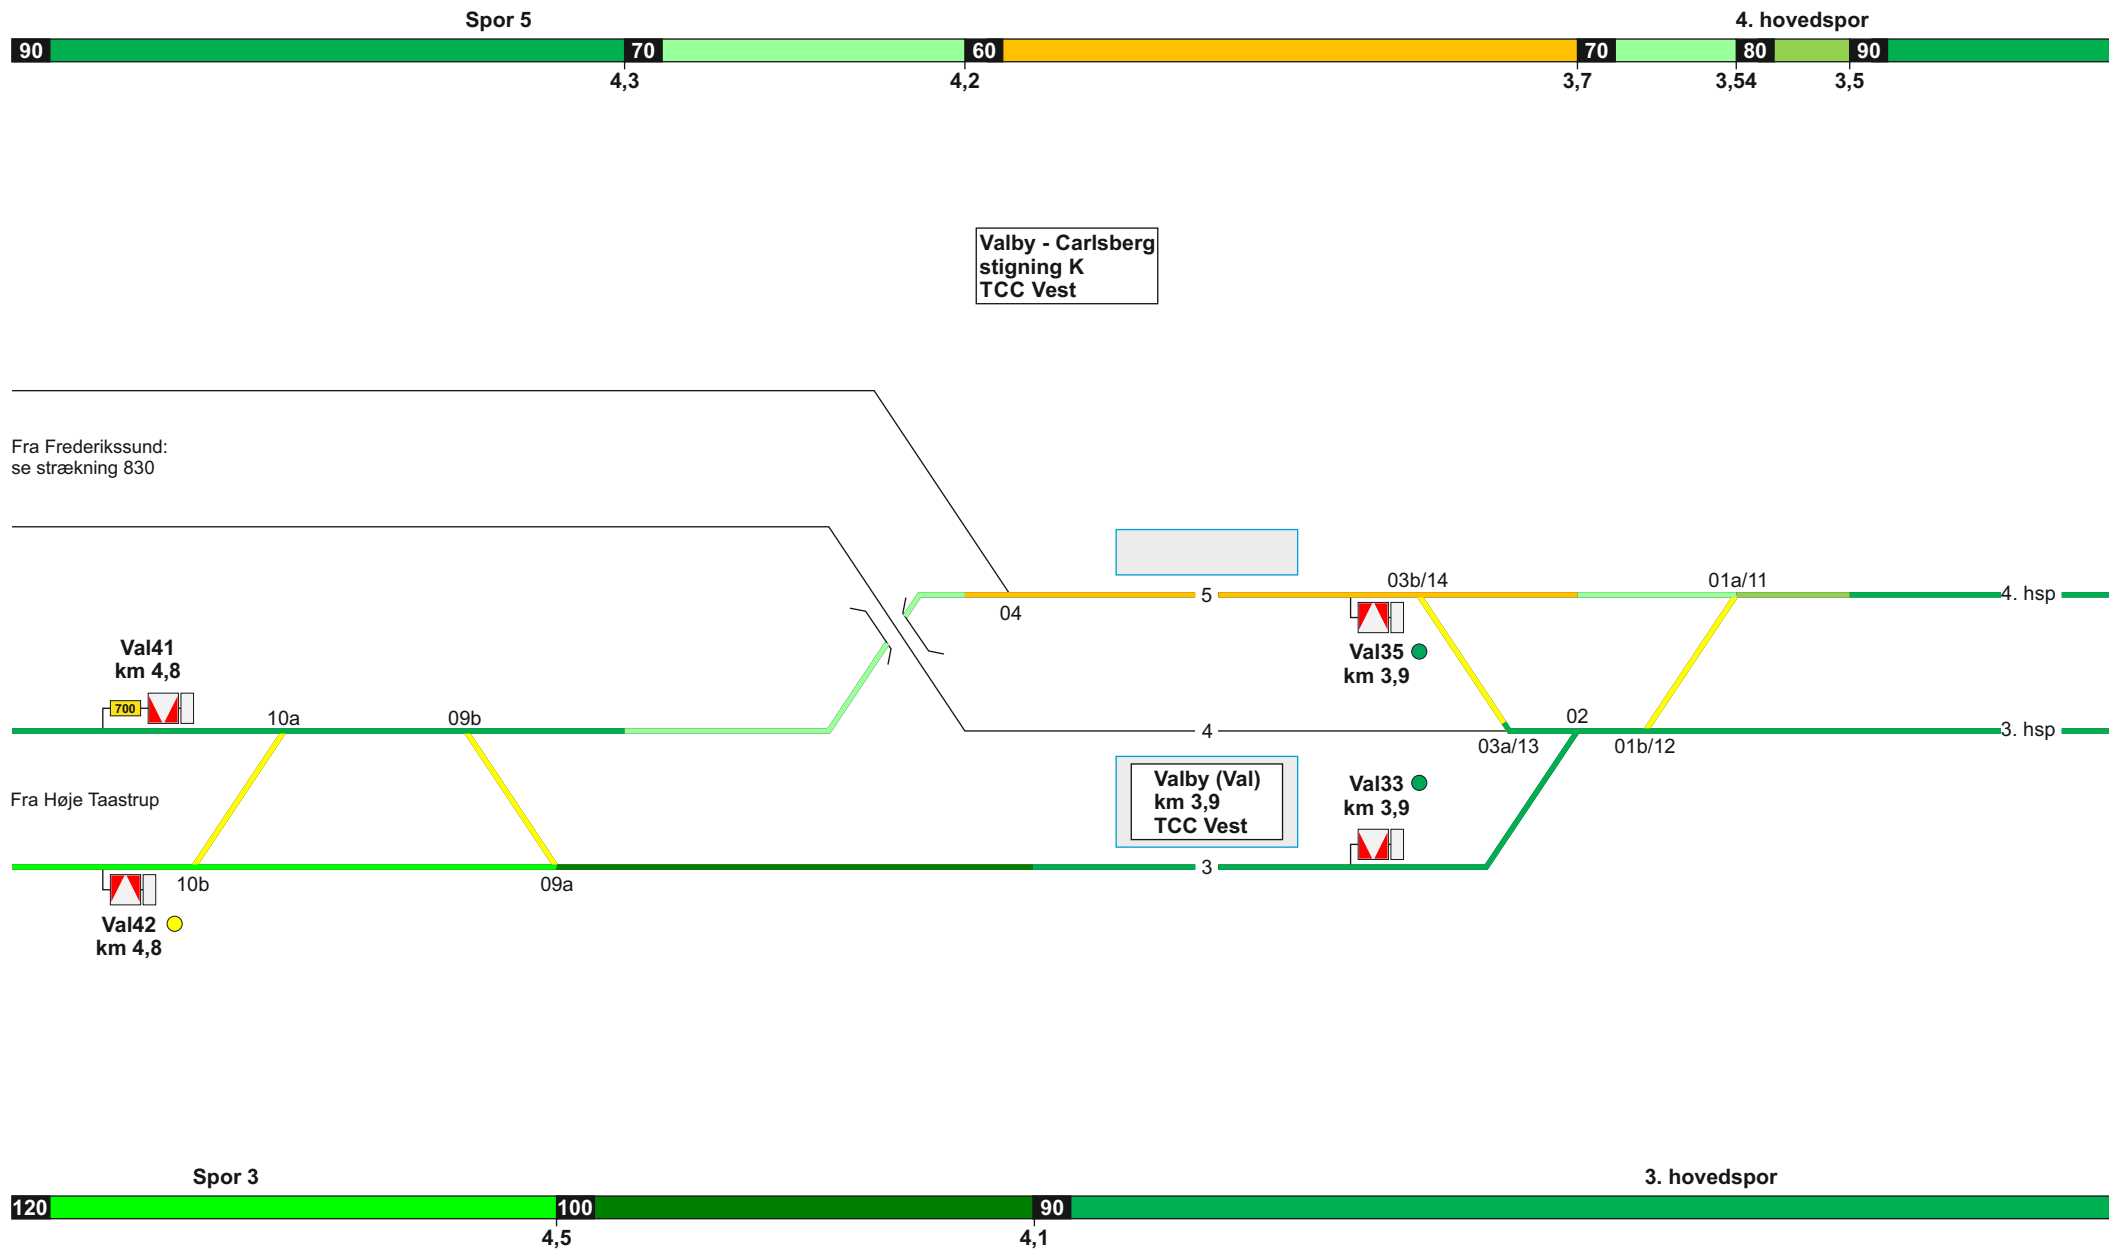 Spor 5
4. hovedspor
90 70 60 70 80 90
4,3 4,2 3,7 3,54 3,5
Valby - Carlsberg
stigning K
TCC Vest
Fra Frederikssund:
se strækning 830
03b/14
01a/11
5
4. hsp
04
Val41
km 4,8
Val35
km 3,9
700
10a
09b
02
4
3. hsp
03a/13
01b/12
Fra Høje Taastrup
Valby (Val)
km 3,9
TCC Vest
Val33
km 3,9
3
10b
09a
Val42
km 4,8
Spor 3
3. hovedspor
120 100 90
4,5 4,1